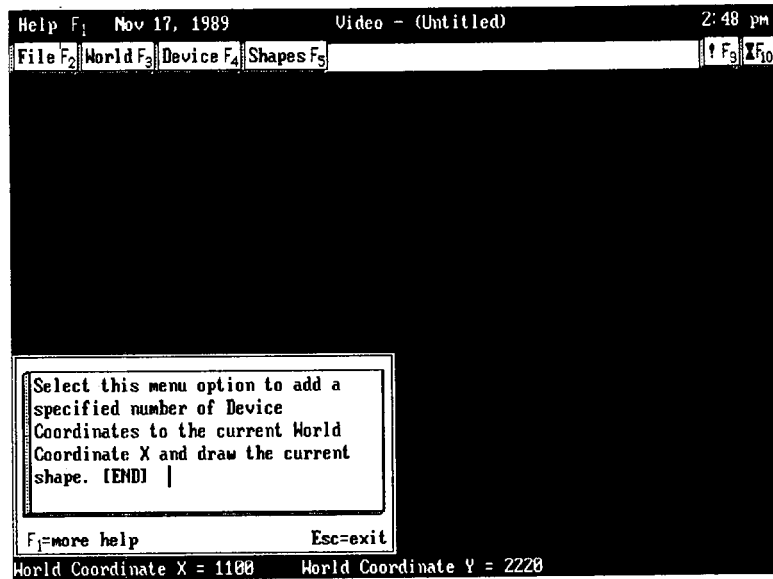 Help F1 Nov 17, 1989 Video - (Untitled) 2:48 pm
File F2 World F3 Device F4 Shapes F5 ! F9 F10
Select this menu option to add a
specified number of Device
Coordinates to the current World
Coordinate X and draw the current
shape. [END]
F1=more help Esc=exit
World Coordinate X = 1100 World Coordinate Y = 2220